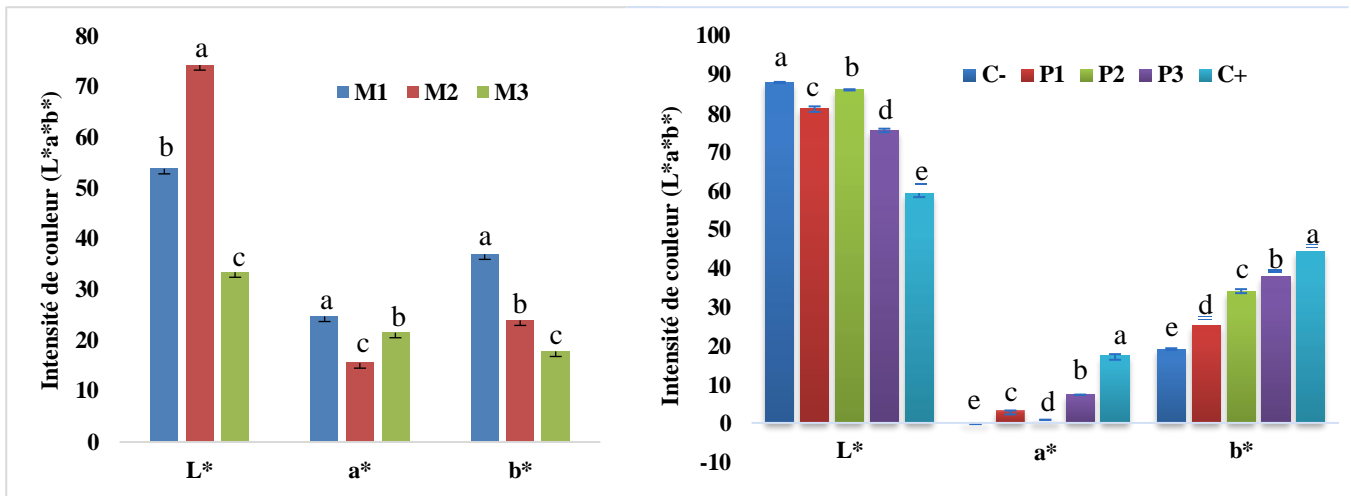 Intensité de couleur (L*a*b*)
80
70
60
50
40
30
20
10
0
M1 M2 M3
b a c
a c b
a b c
L* a* b*
Intensité de couleur (L*a*b*)
100
90
80
70
60
50
40
30
20
10
0
-10
C- P1 P2 P3 C+
a c b d e
e c d b a
e d c b a
L* a* b*